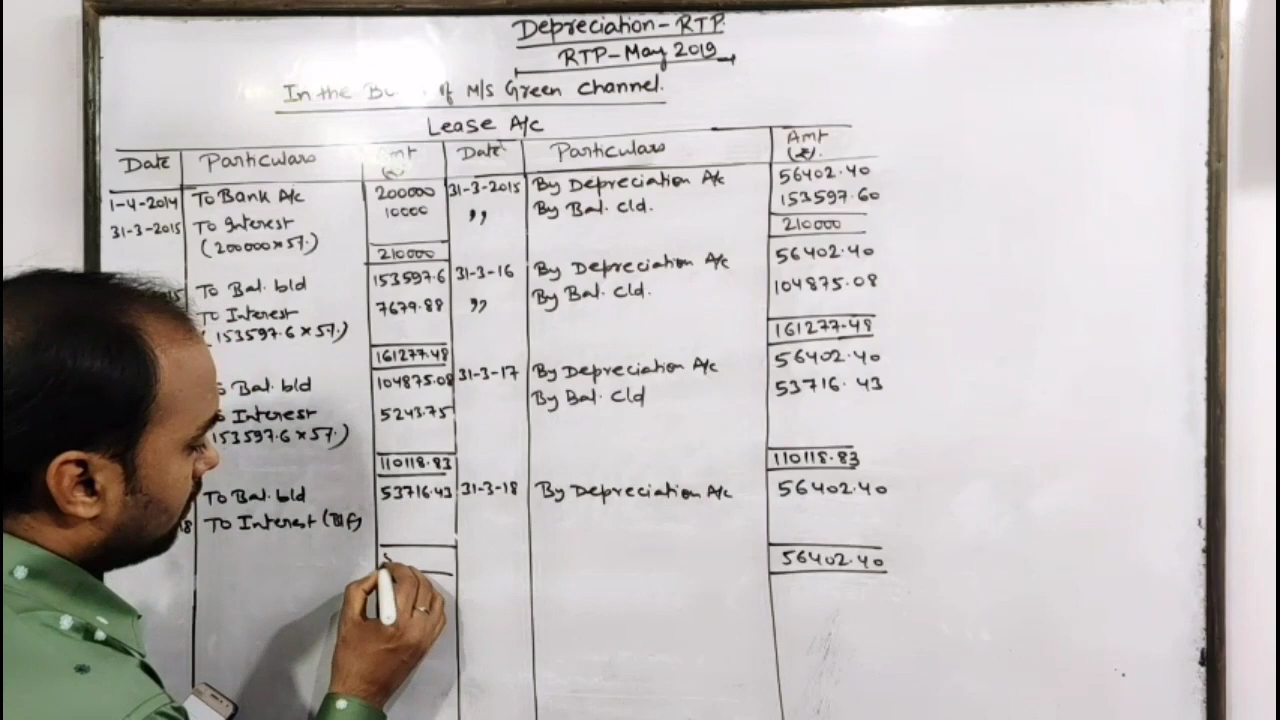 Depreciation-RTP
RTP-May 2019
In the of M/S Green Channel.
Lease A/c
Date Particulars Amt (₹) Date Particulars Amt (₹).
1-4-2014 To Bank A/c 200000 31-3-2015 By Depreciation A/c 56402.40
31-3-2015 To Interest 10000 ,, By Bal. c/d. 153597.60
(200000×5%) 210000
210000
To Bal. b/d 153597.6 31-3-16 By Depreciation A/c 56402.40
To Interest 7679.88 ,, By Bal. c/d. 104875.08
(153597.6×5%) 161277.48
161277.48
Bal. b/d 104875.08 31-3-17 By Depreciation A/c 56402.40
Interest 5243.75 By Bal. c/d 53716.43
153597.6×5%)
110118.83 110118.83
To Bal. b/d 53716.43 31-3-18 By Depreciation A/c 56402.40
To Interest (B/F)
56402.40